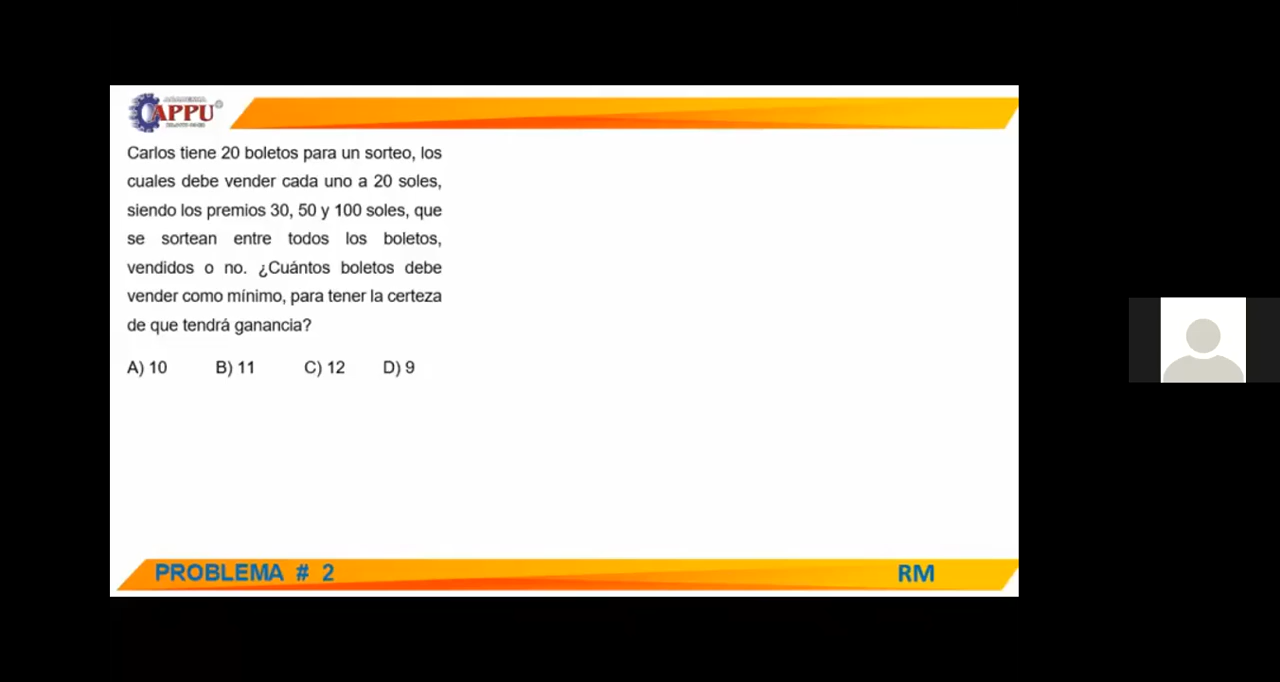 APPU
Carlos tiene 20 boletos para un sorteo, los
cuales debe vender cada uno a 20 soles,
siendo los premios 30, 50 y 100 soles, que
se sortean entre todos los boletos,
vendidos o no. ¿Cuántos boletos debe
vender como mínimo, para tener la certeza
de que tendrá ganancia?
A) 10 B) 11 C) 12 D) 9
PROBLEMA # 2 RM